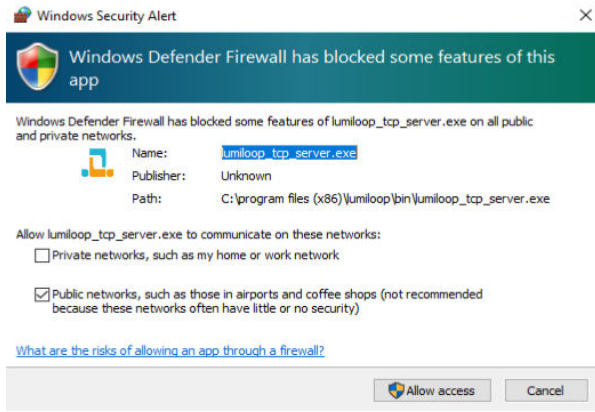 Windows Security Alert
Windows Defender Firewall has blocked some features of this
app
Windows Defender Firewall has blocked some features of lumiloop_tcp_server.exe on all public
and private networks.
Name: lumiloop_tcp_server.exe
Publisher: Unknown
Path: C:\program files (x86)\lumiloop\bin\lumiloop_tcp_server.exe
Allow lumiloop_tcp_server.exe to communicate on these networks:
Private networks, such as my home or work network
Public networks, such as those in airports and coffee shops (not recommended
because these networks often have little or no security)
What are the risks of allowing an app through a firewall?
Allow access Cancel